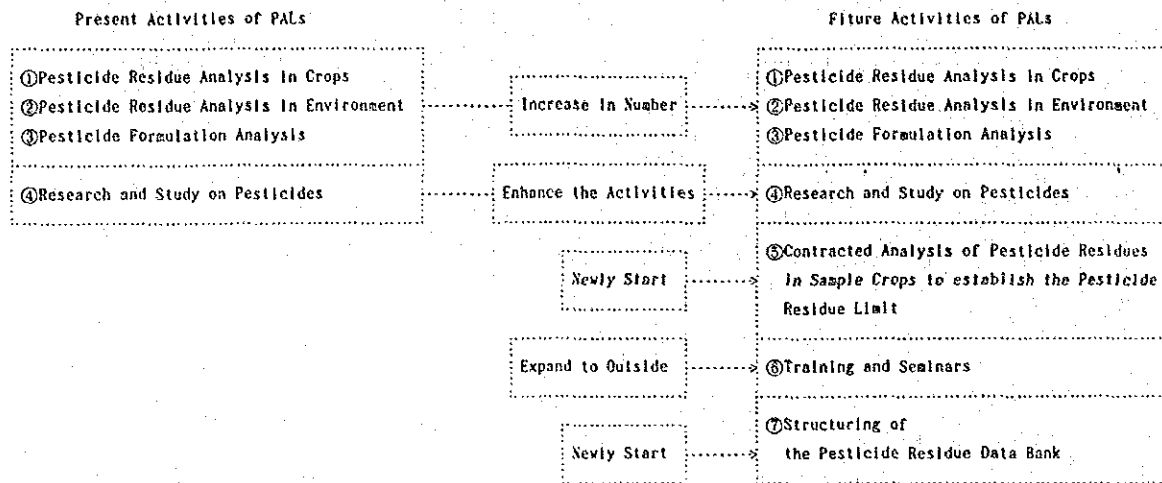 Present Activities of PALs
Fiture Activities of PALs
①Pesticide Residue Analysis in Crops
②Pesticide Residue Analysis in Environment
③Pesticide Formulation Analysis
Increase in Number
①Pesticide Residue Analysis in Crops
②Pesticide Residue Analysis in Environment
③Pesticide Formulation Analysis
④Research and Study on Pesticides
Enhance the Activities
④Research and Study on Pesticides
Newly Start
⑤Contracted Analysis of Pesticide Residues
in Sample Crops to establish the Pesticide
Residue Limit
Expand to Outside
⑥Training and Seminars
Newly Start
⑦Structuring of
the Pesticide Residue Data Bank